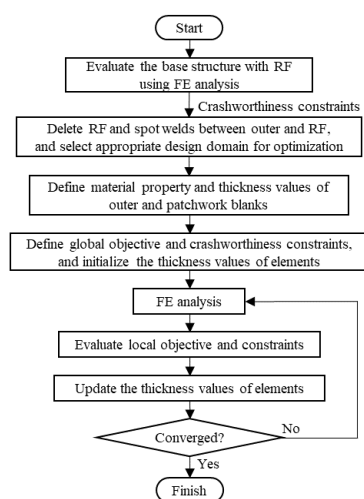 Start
Evaluate the base structure with RF
using FE analysis
Crashworthiness constraints
Delete RF and spot welds between outer and RF,
and select appropriate design domain for optimization
Define material property and thickness values of
outer and patchwork blanks
Define global objective and crashworthiness constraints,
and initialize the thickness values of elements
FE analysis
Evaluate local objective and constraints
Update the thickness values of elements
Converged?
No
Yes
Finish